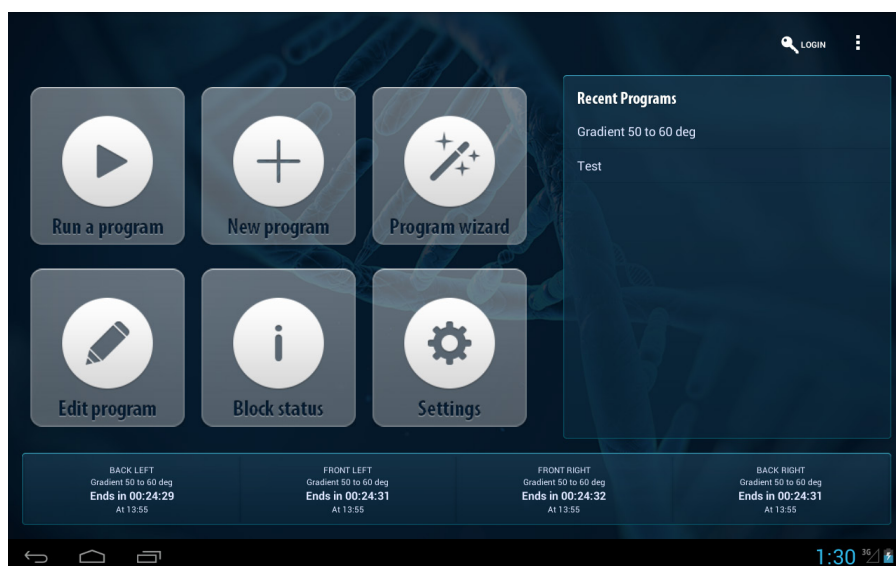 LOGIN
Recent Programs
Gradient 50 to 60 deg
Test
Run a program
New program
Program wizard
Edit program
Block status
Settings
BACK LEFT
Gradient 50 to 60 deg
Ends in 00:24:29
At 13:55
FRONT LEFT
Gradient 50 to 60 deg
Ends in 00:24:31
At 13:55
FRONT RIGHT
Gradient 50 to 60 deg
Ends in 00:24:32
At 13:55
BACK RIGHT
Gradient 50 to 60 deg
Ends in 00:24:31
At 13:55
1:30 3G